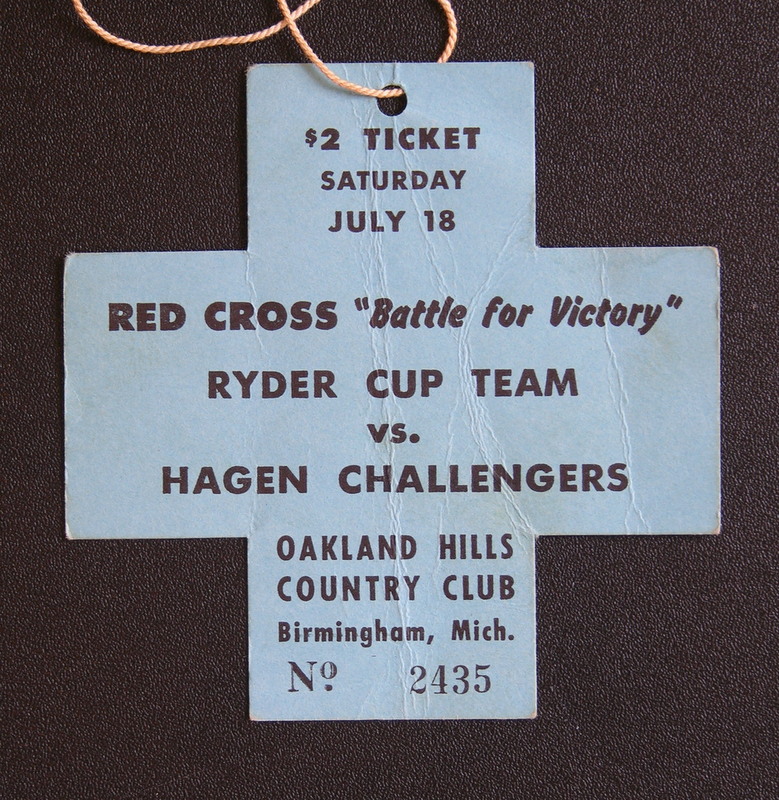 $2 TICKET
SATURDAY
JULY 18
RED CROSS "Battle for Victory"
RYDER CUP TEAM
vs.
HAGEN CHALLENGERS
OAKLAND HILLS
COUNTRY CLUB
Birmingham, Mich.
Nº 2435